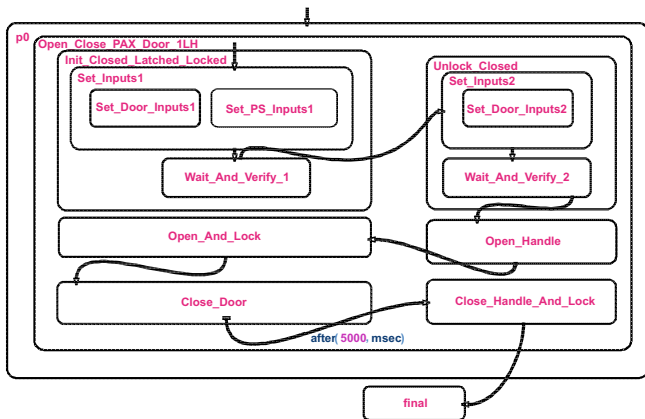 p0
Open_Close_PAX_Door_1LH
Init_Closed_Latched_Locked
Set_Inputs1
Set_Door_Inputs1
Set_PS_Inputs1
Wait_And_Verify_1
Unlock_Closed
Set_Inputs2
Set_Door_Inputs2
Wait_And_Verify_2
Open_And_Lock
Open_Handle
Close_Door
Close_Handle_And_Lock
after( 5000, msec)
final